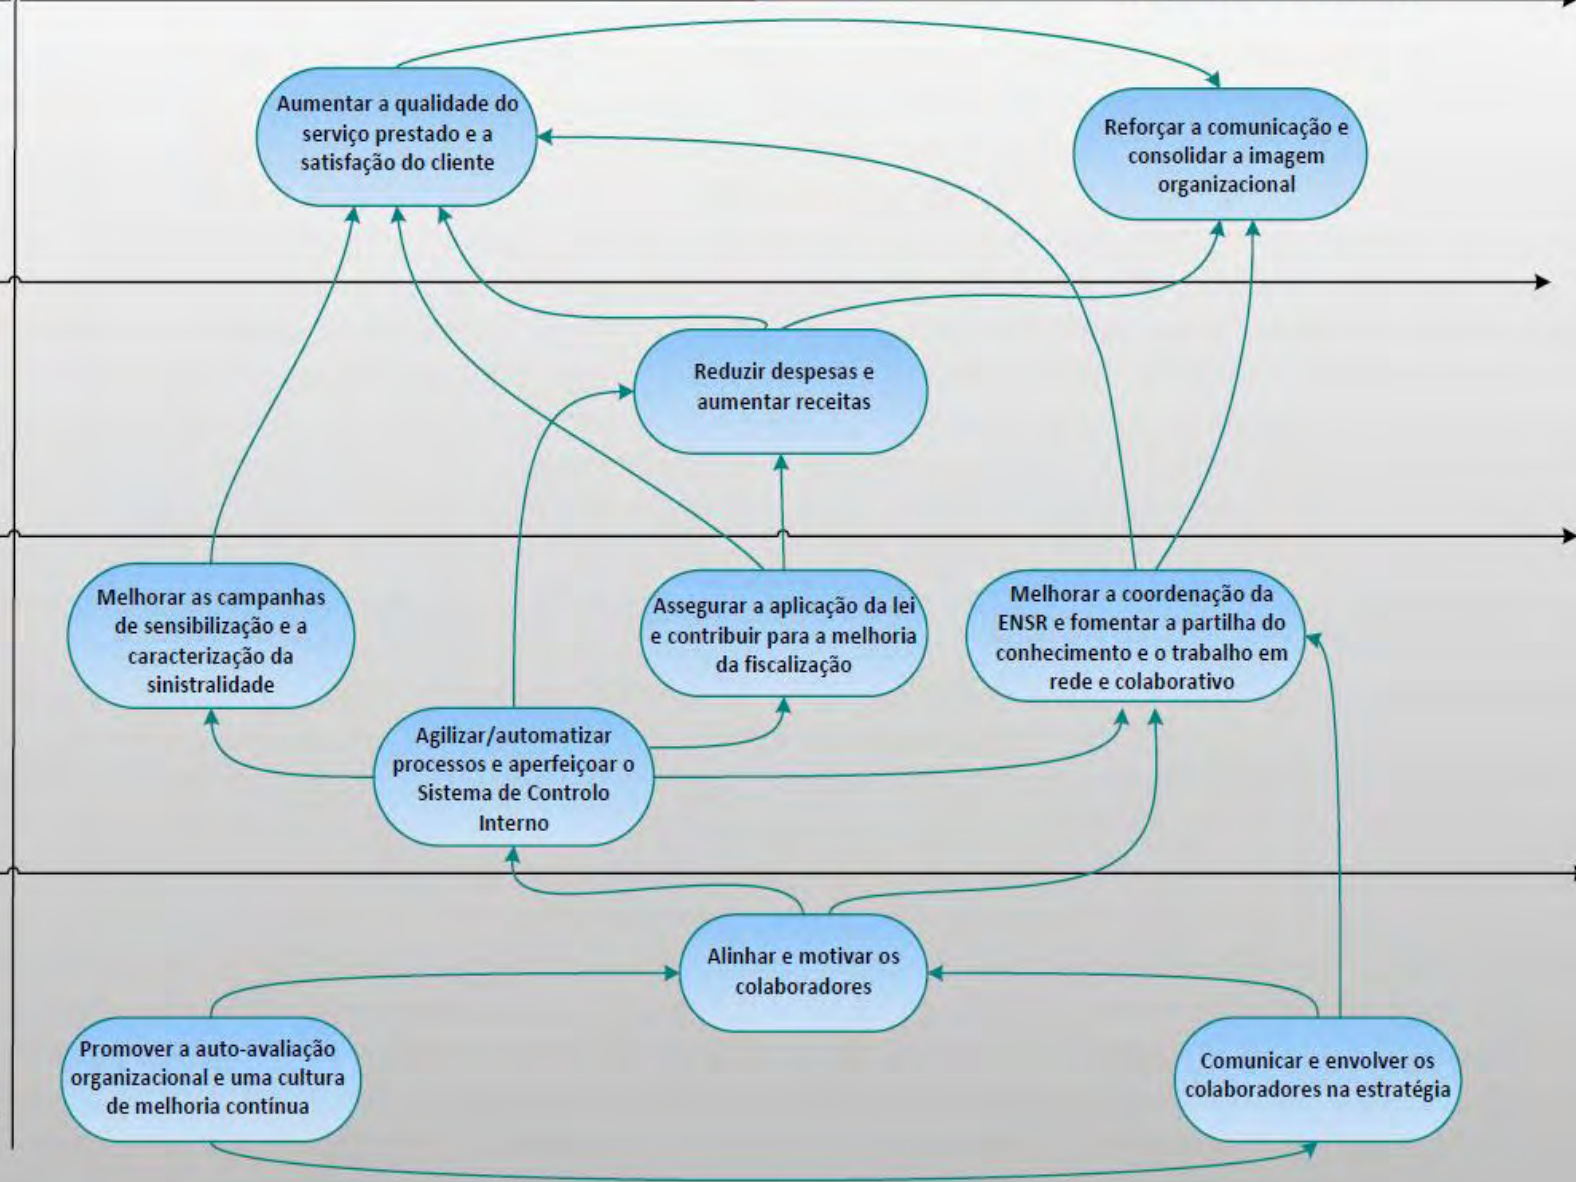 Aumentar a qualidade do
serviço prestado e a
satisfação do cliente
Reforçar a comunicação e
consolidar a imagem
organizacional
Reduzir despesas e
aumentar receitas
Melhorar as campanhas
de sensibilização e a
caracterização da
sinistralidade
Assegurar a aplicação da lei
e contribuir para a melhoria
da fiscalização
Melhorar a coordenação da
ENSR e fomentar a partilha do
conhecimento e o trabalho em
rede e colaborativo
Agilizar/automatizar
processos e aperfeiçoar o
Sistema de Controlo
Interno
Alinhar e motivar os
colaboradores
Promover a auto-avaliação
organizacional e uma cultura
de melhoria contínua
Comunicar e envolver os
colaboradores na estratégia